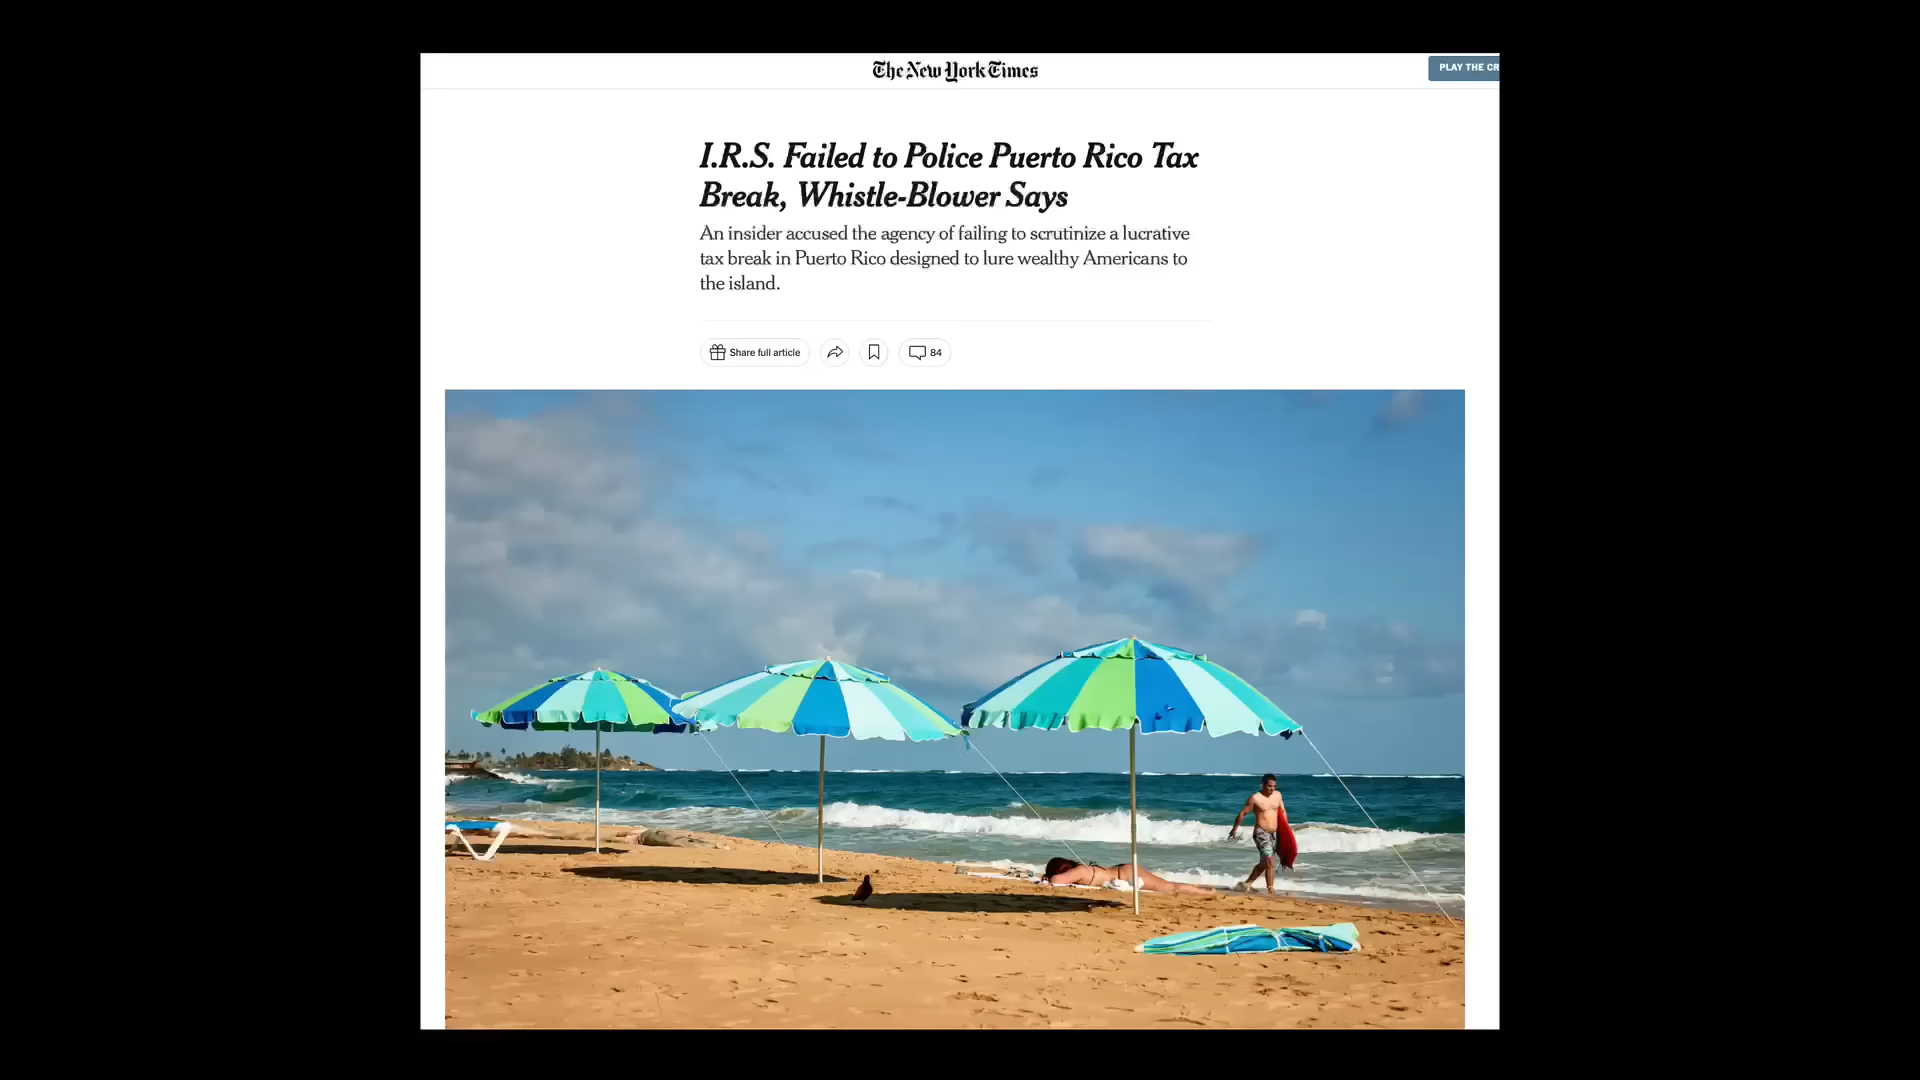 The New York Times
PLAY THE CR
I.R.S. Failed to Police Puerto Rico Tax
Break, Whistle-Blower Says
An insider accused the agency of failing to scrutinize a lucrative
tax break in Puerto Rico designed to lure wealthy Americans to
the island.
Share full article
84